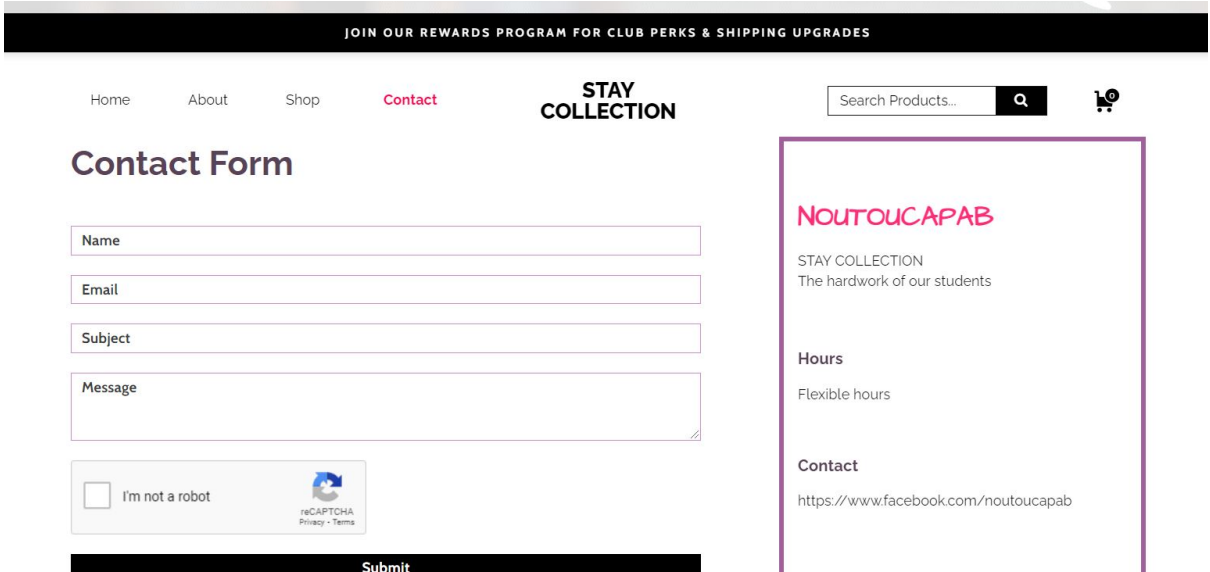 JOIN OUR REWARDS PROGRAM FOR CLUB PERKS & SHIPPING UPGRADES
Home About Shop Contact
STAY
COLLECTION
Search Products...
0
Contact Form
Name
Email
Subject
Message
I'm not a robot
reCAPTCHA
Privacy - Terms
Submit
NOUTOUCAPAB
STAY COLLECTION
The hardwork of our students
Hours
Flexible hours
Contact
https://www.facebook.com/noutoucapab